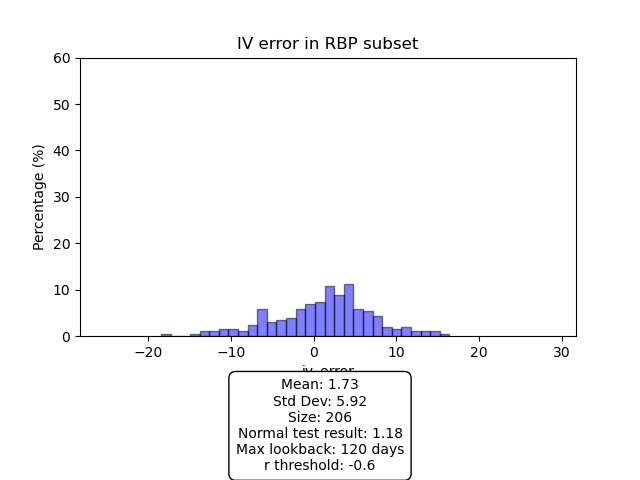 IV error in RBP subset
60
50
40
30
20
10
0
Percentage (%)
−20
−10
0
10
20
30
iv_error
Mean: 1.73
Std Dev: 5.92
Size: 206
Normal test result: 1.18
Max lookback: 120 days
r threshold: -0.6